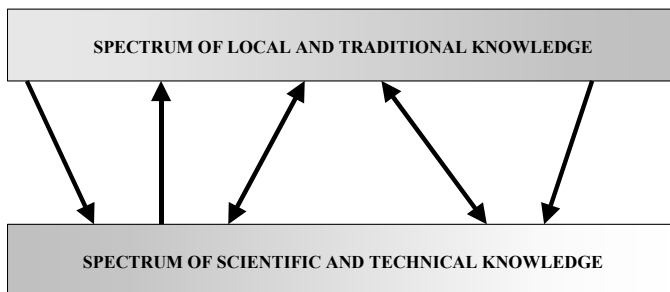 SPECTRUM OF LOCAL AND TRADITIONAL KNOWLEDGE
SPECTRUM OF SCIENTIFIC AND TECHNICAL KNOWLEDGE